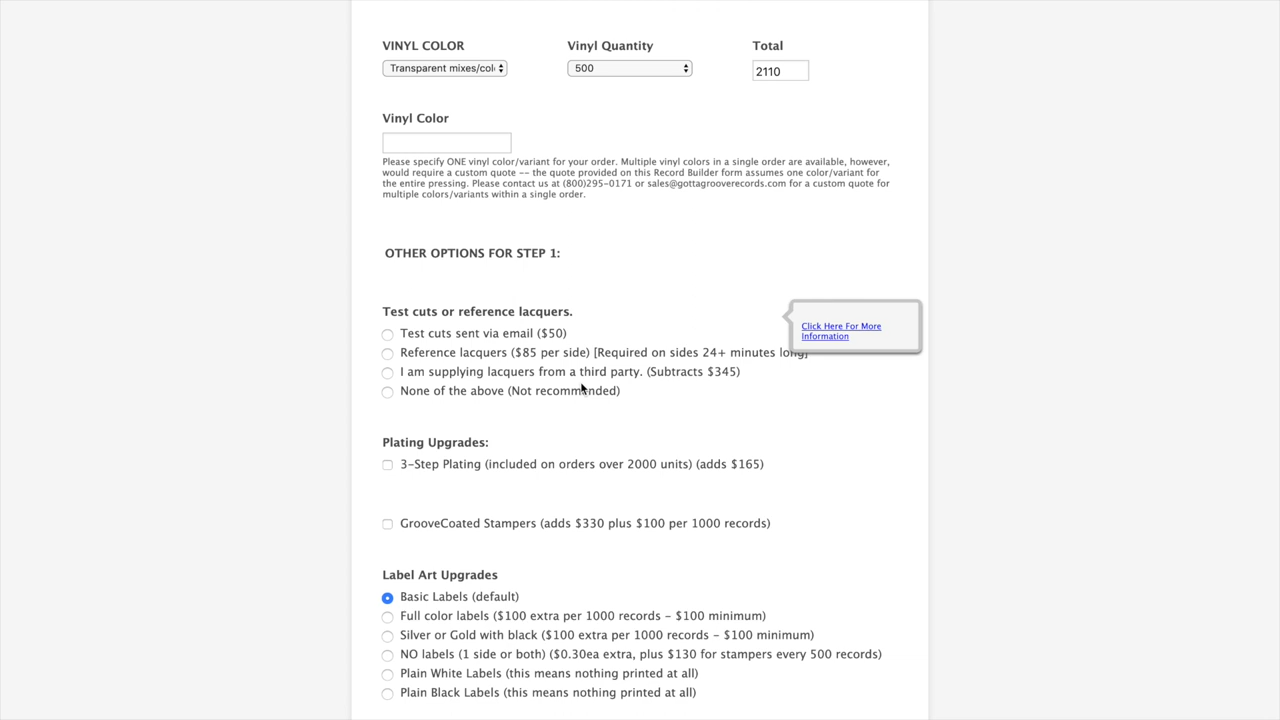 VINYL COLOR Vinyl Quantity Total
Transparent mixes/col 500 2110
Vinyl Color
Please specify ONE vinyl color/variant for your order. Multiple vinyl colors in a single order are available, however,
would require a custom quote -- the quote provided on this Record Builder form assumes one color/variant for
the entire pressing. Please contact us at (800)295-0171 or sales@gottagrooverecords.com for a custom quote for
multiple colors/variants within a single order.
OTHER OPTIONS FOR STEP 1:
Test cuts or reference lacquers.
Click Here For More
Information
Test cuts sent via email ($50)
Reference lacquers ($85 per side) [Required on sides 24+ minutes long]
I am supplying lacquers from a third party. (Subtracts $345)
None of the above (Not recommended)
Plating Upgrades:
3-Step Plating (included on orders over 2000 units) (adds $165)
GrooveCoated Stampers (adds $330 plus $100 per 1000 records)
Label Art Upgrades
Basic Labels (default)
Full color labels ($100 extra per 1000 records - $100 minimum)
Silver or Gold with black ($100 extra per 1000 records - $100 minimum)
NO labels (1 side or both) ($0.30ea extra, plus $130 for stampers every 500 records)
Plain White Labels (this means nothing printed at all)
Plain Black Labels (this means nothing printed at all)